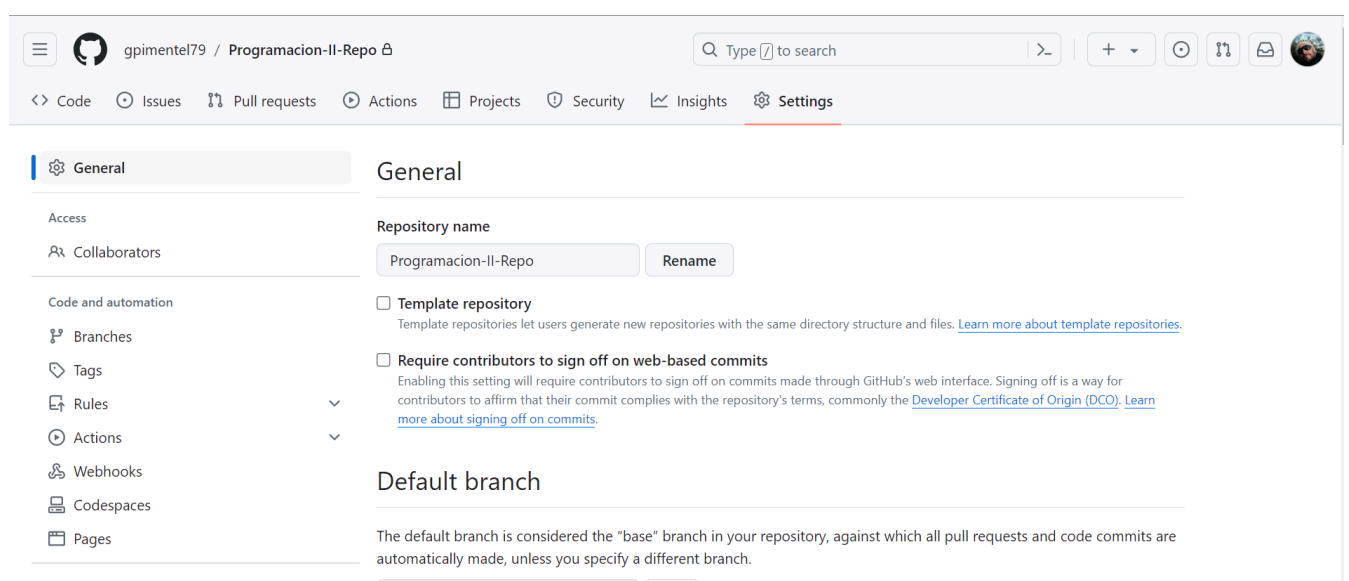 gpimentel79 / Programacion-II-Repo
Type / to search
Code
Issues
Pull requests
Actions
Projects
Security
Insights
Settings
General
Access
Collaborators
Code and automation
Branches
Tags
Rules
Actions
Webhooks
Codespaces
Pages
General
Repository name
Programacion-II-Repo
Rename
Template repository
Template repositories let users generate new repositories with the same directory structure and files. Learn more about template repositories.
Require contributors to sign off on web-based commits
Enabling this setting will require contributors to sign off on commits made through GitHub's web interface. Signing off is a way for
contributors to affirm that their commit complies with the repository's terms, commonly the Developer Certificate of Origin (DCO). Learn
more about signing off on commits.
Default branch
The default branch is considered the "base" branch in your repository, against which all pull requests and code commits are
automatically made, unless you specify a different branch.